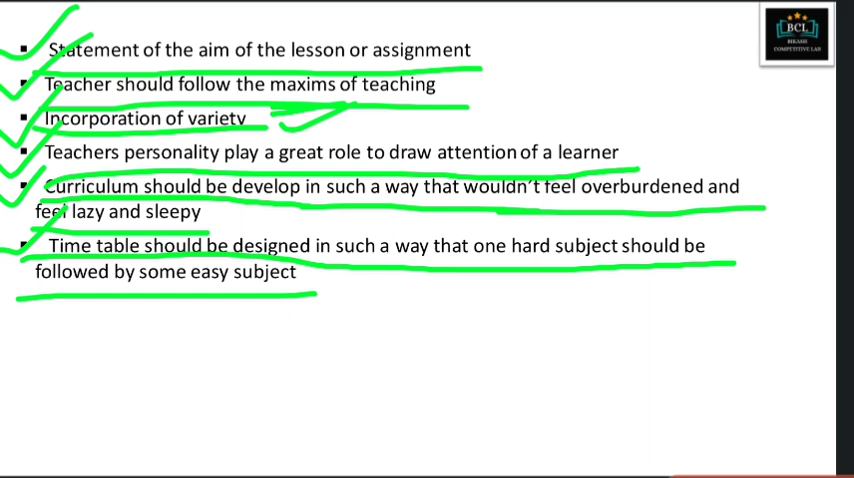 BCL
BIKASH
COMPETITIVE LAB
▪ Statement of the aim of the lesson or assignment
▪ Teacher should follow the maxims of teaching
▪ Incorporation of variety
▪ Teachers personality play a great role to draw attention of a learner
▪ Curriculum should be develop in such a way that wouldn't feel overburdened and
feel lazy and sleepy
▪ Time table should be designed in such a way that one hard subject should be
followed by some easy subject